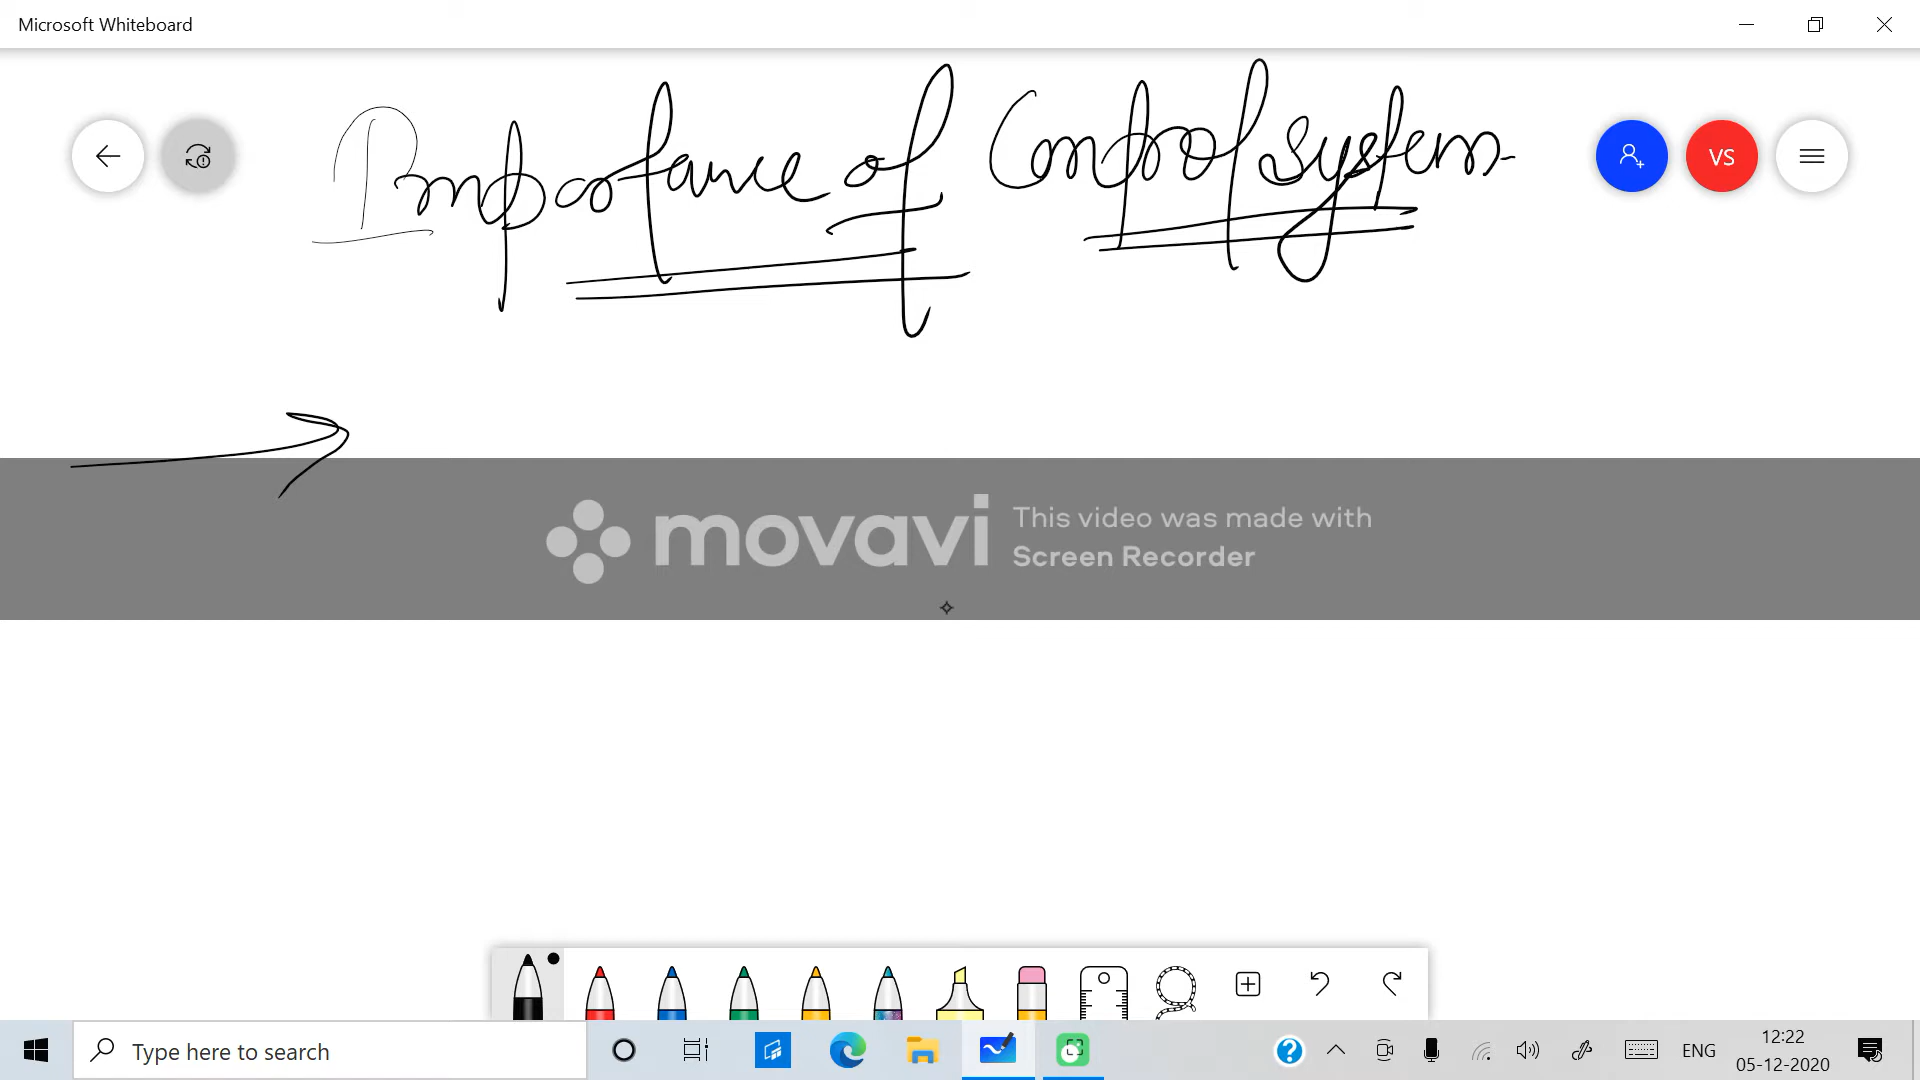 Microsoft Whiteboard
Importance of Control system
VS
movavi
This video was made with
Screen Recorder
Type here to search
ENG
12:22
05-12-2020